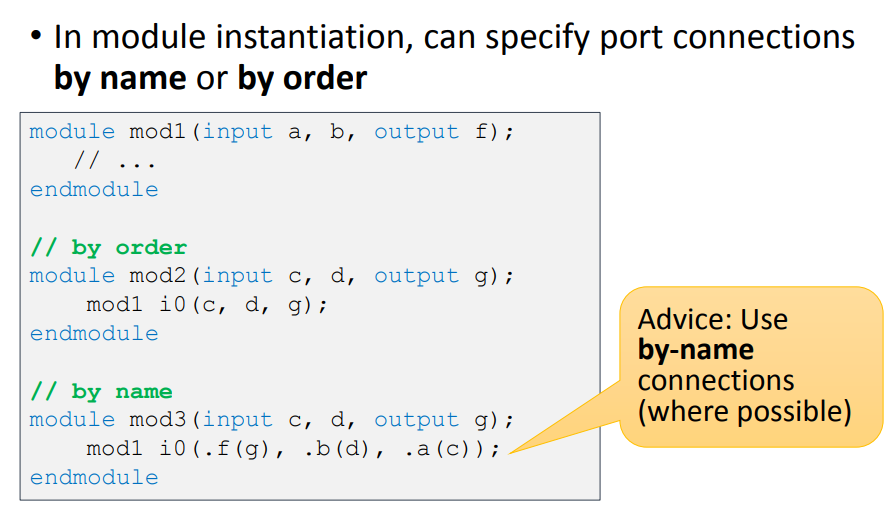 • In module instantiation, can specify port connections
by name or by order
module mod1(input a, b, output f);
// ...
endmodule
// by order
module mod2(input c, d, output g);
mod1 i0(c, d, g);
endmodule
// by name
module mod3(input c, d, output g);
mod1 i0(.f(g), .b(d), .a(c));
endmodule
Advice: Use
by-name
connections
(where possible)